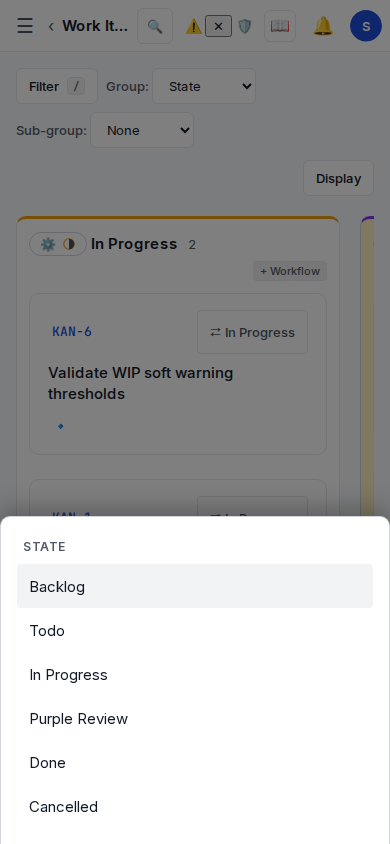 Work It...
S
Filter /
Group: State
Sub-group: None
Display
In Progress 2
+ Workflow
KAN-6
In Progress
Validate WIP soft warning
thresholds
STATE
Backlog
Todo
In Progress
Purple Review
Done
Cancelled